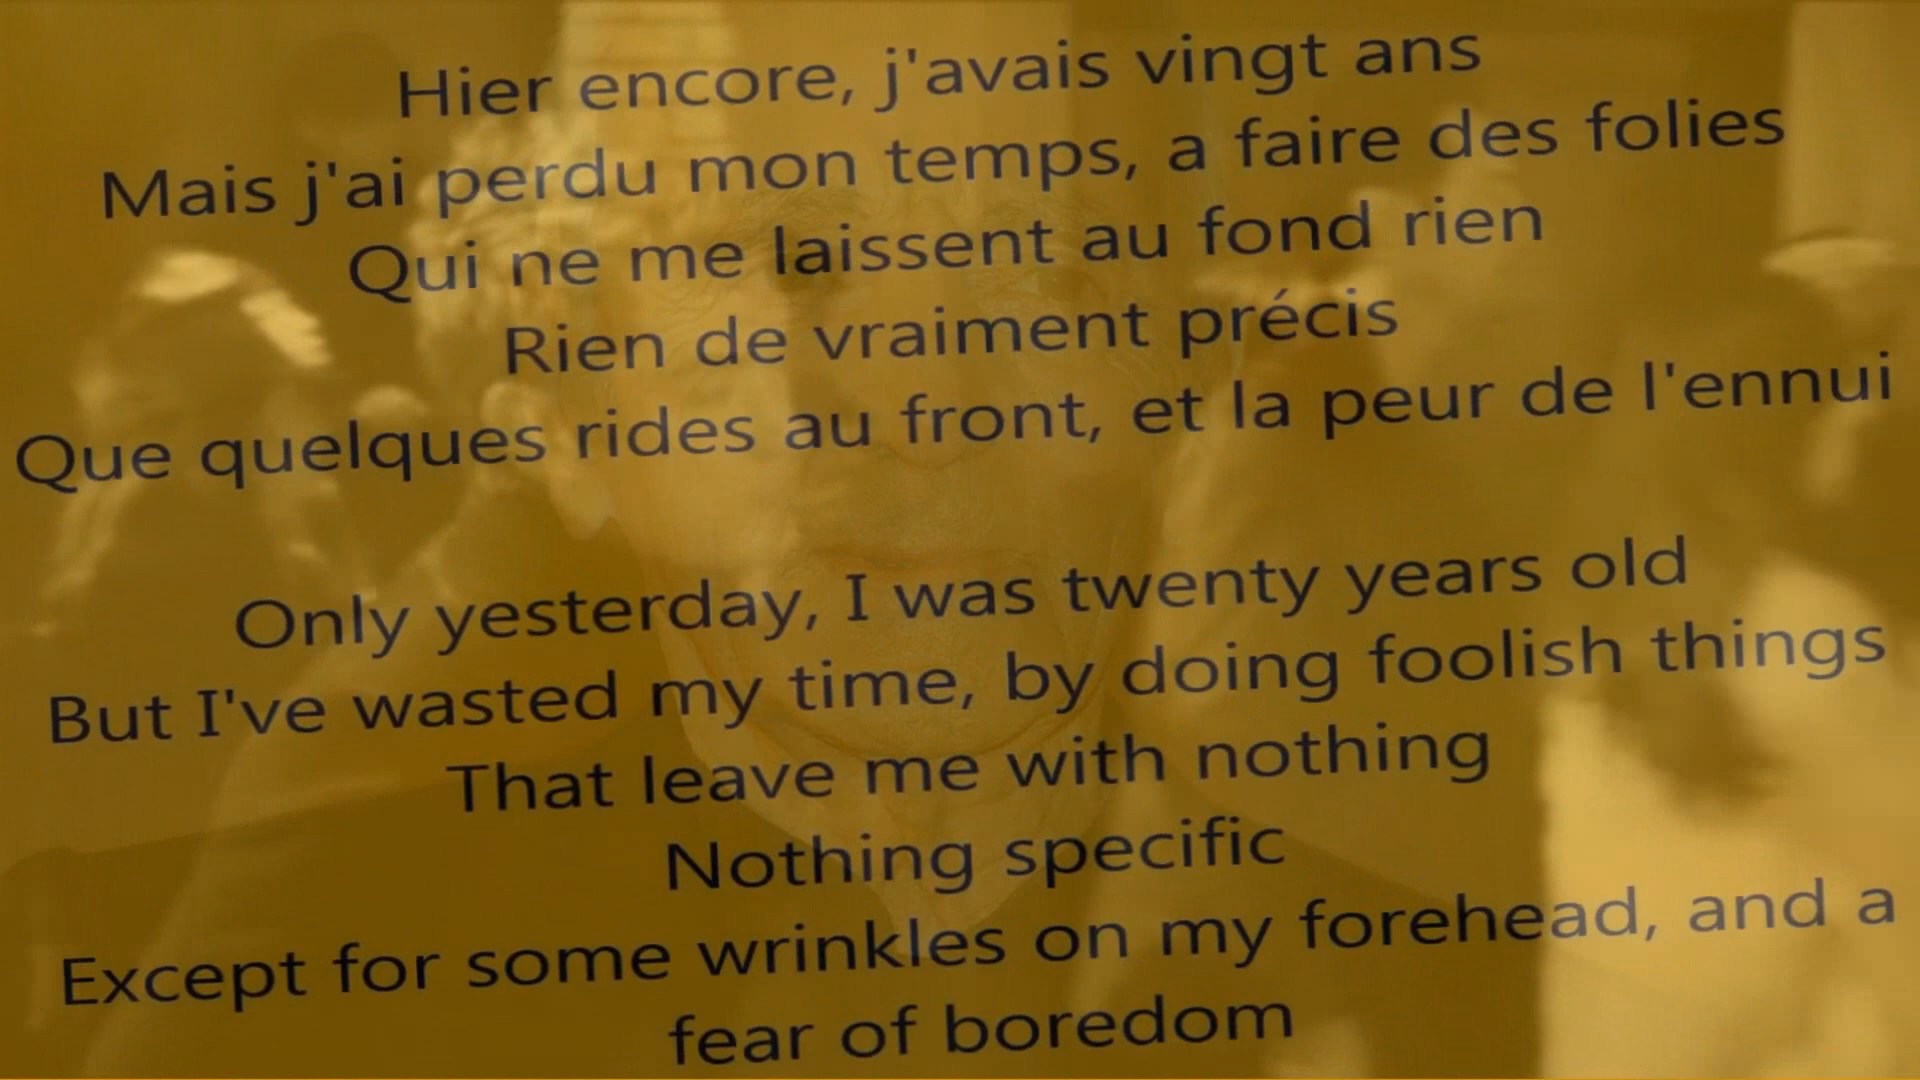 Hier encore, j'avais vingt ans
Mais j'ai perdu mon temps, a faire des folies
Qui ne me laissent au fond rien
Rien de vraiment précis
Que quelques rides au front, et la peur de l'ennui
Only yesterday, I was twenty years old
But I've wasted my time, by doing foolish things
That leave me with nothing
Nothing specific
Except for some wrinkles on my forehead, and a
fear of boredom